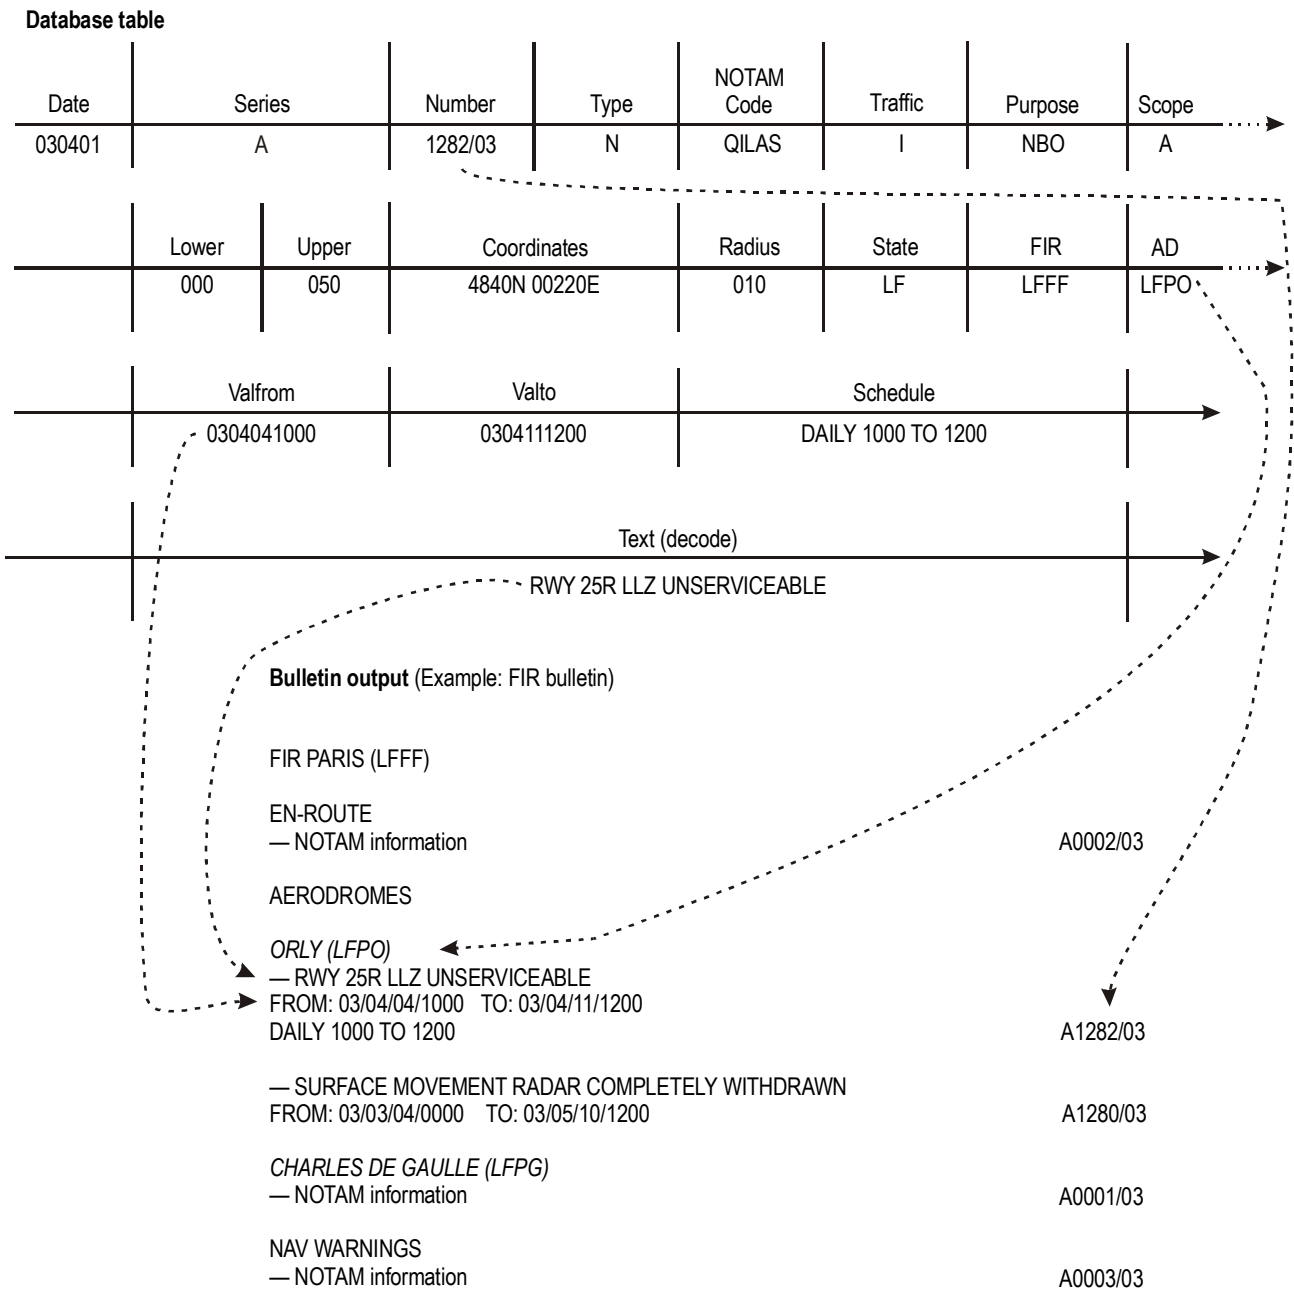 Database table
Date Series Number Type NOTAM Code Traffic Purpose Scope
030401 A 1282/03 N QILAS I NBO A
Lower Upper Coordinates Radius State FIR AD
000 050 4840N 00220E 010 LF LFFF LFPO
Valfrom Valto Schedule
0304041000 0304111200 DAILY 1000 TO 1200
Text (decode)
RWY 25R LLZ UNSERVICEABLE
Bulletin output (Example: FIR bulletin)
FIR PARIS (LFFF)
EN-ROUTE
— NOTAM information A0002/03
AERODROMES
ORLY (LFPO)
— RWY 25R LLZ UNSERVICEABLE
FROM: 03/04/04/1000 TO: 03/04/11/1200
DAILY 1000 TO 1200 A1282/03
— SURFACE MOVEMENT RADAR COMPLETELY WITHDRAWN
FROM: 03/03/04/0000 TO: 03/05/10/1200 A1280/03
CHARLES DE GAULLE (LFPG)
— NOTAM information A0001/03
NAV WARNINGS
— NOTAM information A0003/03